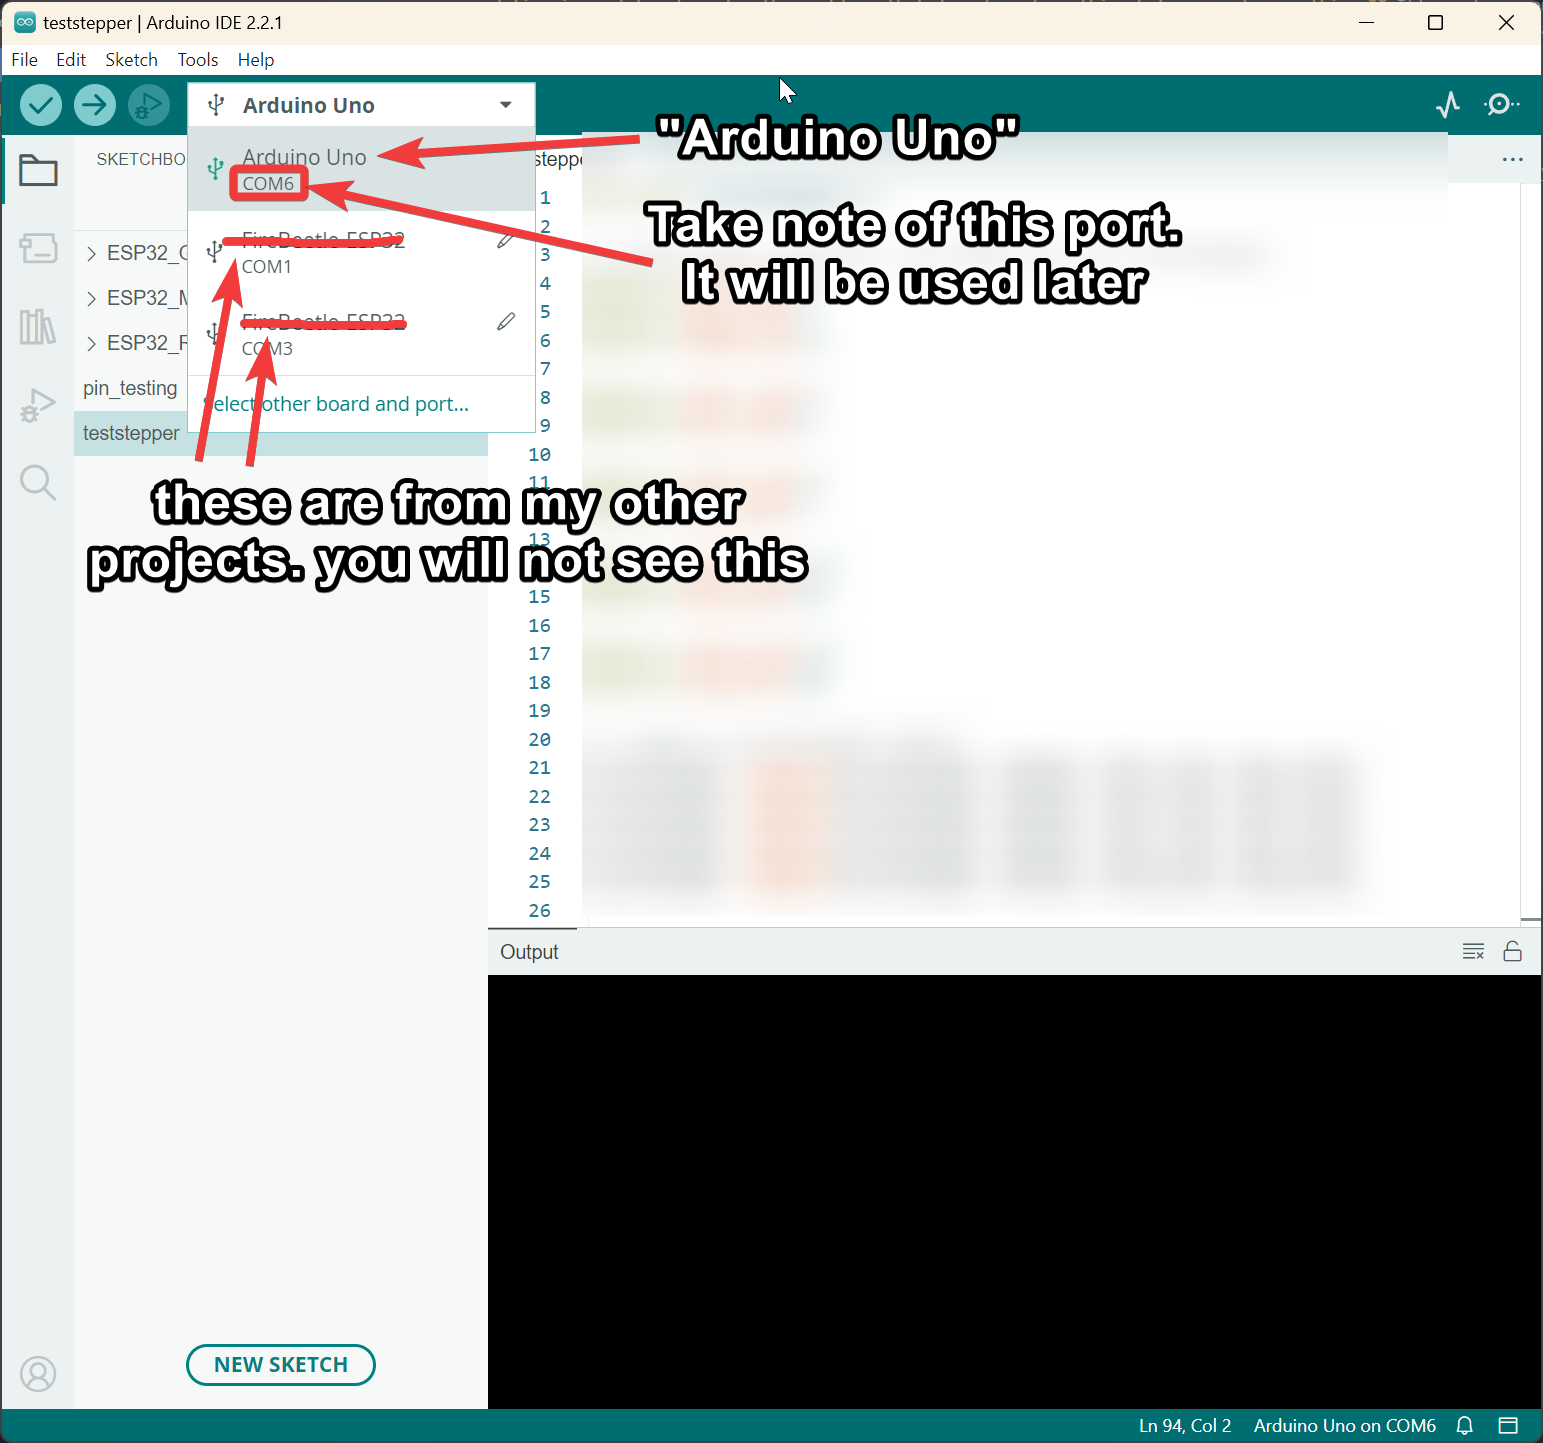 teststepper | Arduino IDE 2.2.1
File Edit Sketch Tools Help
Arduino Uno
Arduino Uno
COM6
FireBeetle-ESP32
COM1
FireBeetle-ESP32
COM3
Select other board and port...
"Arduino Uno"
Take note of this port.
It will be used later
these are from my other
projects. you will not see this
SKETCHBO
ESP32_
ESP32_
ESP32_
pin_testing
teststepper
steppe
1
2
3
4
5
6
7
8
9
10
11
13
15
16
17
18
19
20
21
22
23
24
25
26
Output
NEW SKETCH
Ln 94, Col 2 Arduino Uno on COM6